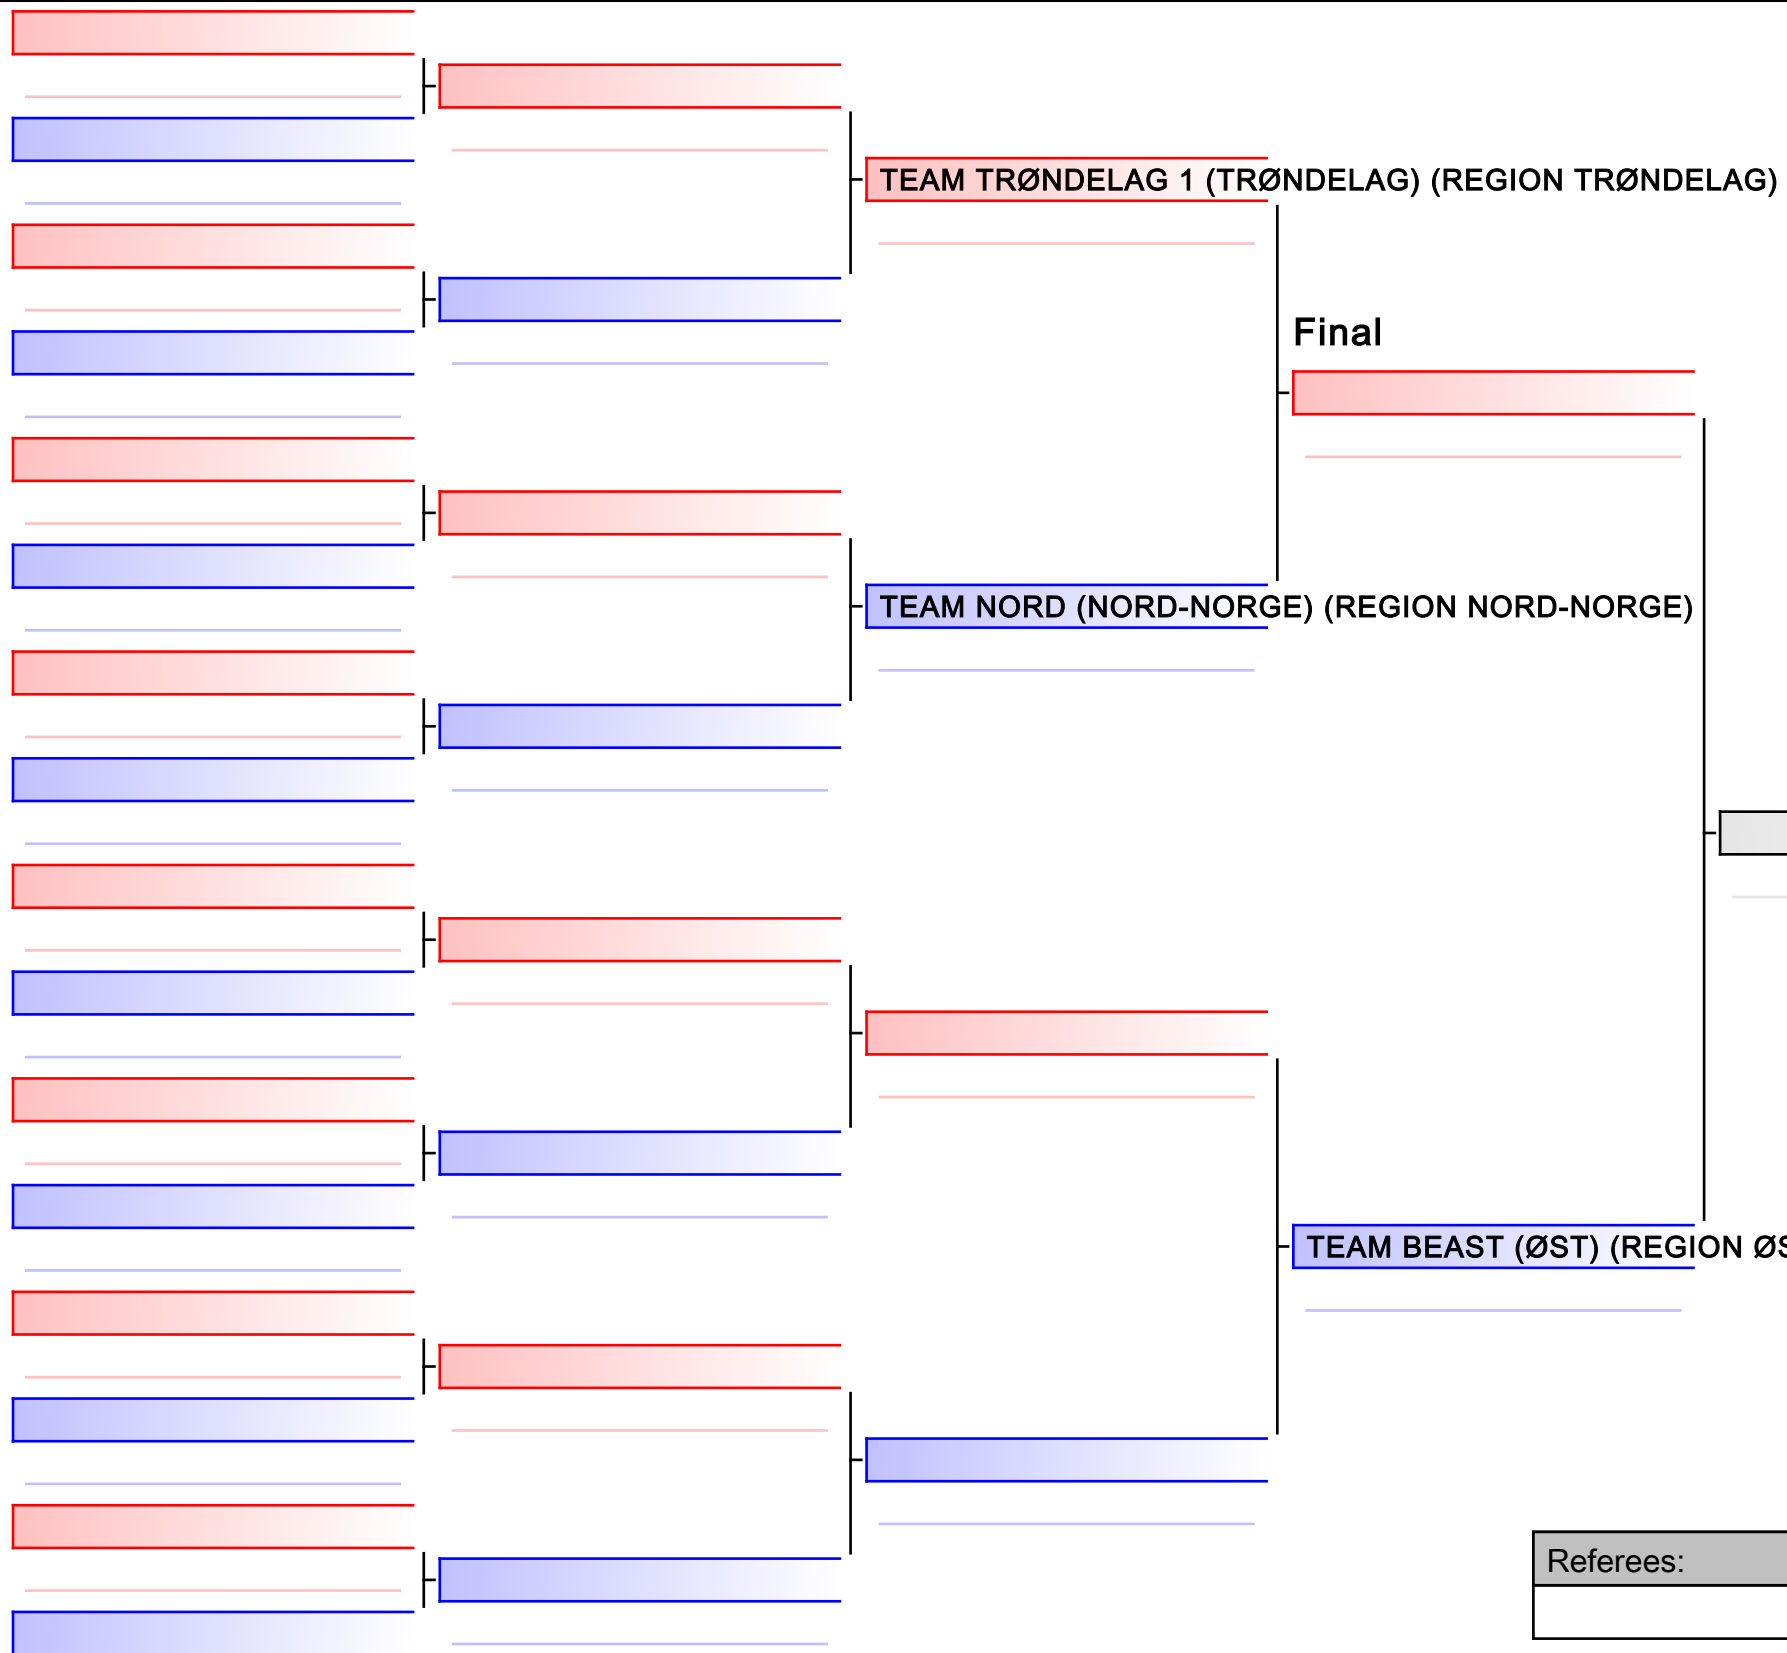 TEAM TRØNDELAG 1 (TRØNDELAG) (REGION TRØNDELAG)
Final
TEAM NORD (NORD-NORGE) (REGION NORD-NORGE)
TEAM BEAST (ØST) (REGION
Referees: